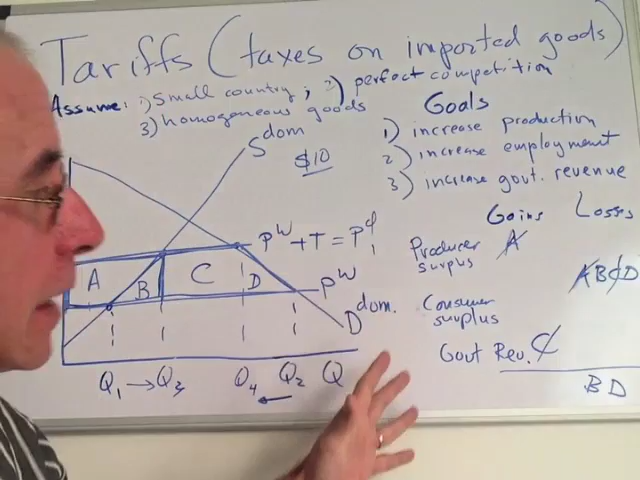 Tariffs (taxes on imported goods)
Assume: 1) small country; 2) perfect competition
3) homogeneous goods
Goals
1) increase production
2) increase employment
3) increase govt. revenue
S dom
$10
Gains Losses
P W + T = P d 1
Producer surplus A
A B C D
A B C D
P W
D dom.
Consumer surplus
Govt Rev. C
B D
Q1 → Q3 Q4 ← Q2 Q